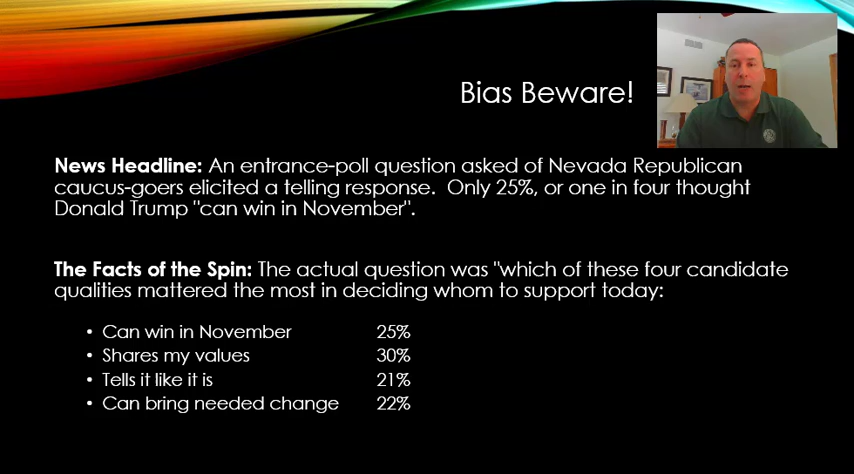 Bias Beware!
News Headline: An entrance-poll question asked of Nevada Republican
caucus-goers elicited a telling response.  Only 25%, or one in four thought
Donald Trump "can win in November".
The Facts of the Spin: The actual question was "which of these four candidate
qualities mattered the most in deciding whom to support today:
• Can win in November 25%
• Shares my values 30%
• Tells it like it is 21%
• Can bring needed change 22%